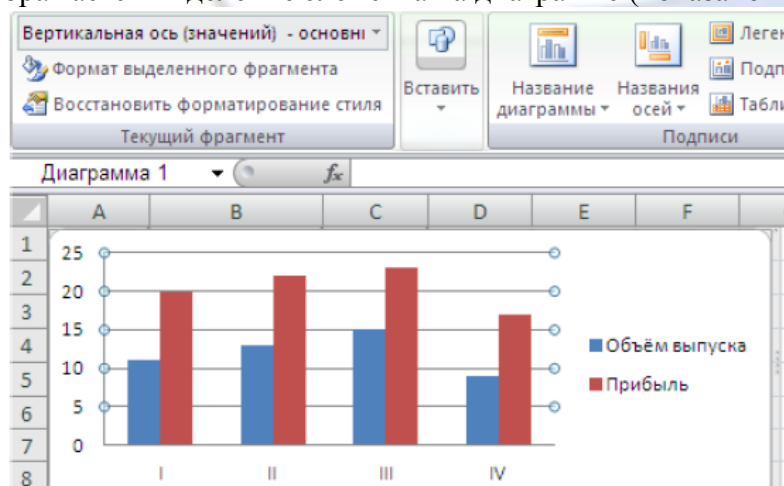 Вертикальная ось (значений) - основні
Формат выделенного фрагмента
Восстановить форматирование стиля
Текущий фрагмент
Вставить
Название диаграммы
Названия осей
Подписи
Диаграмма 1
fx
A B C D E F
1
2
3
4
5
6
7
8
25
20
15
10
5
0
I II III IV
Объём выпуска
Прибыль